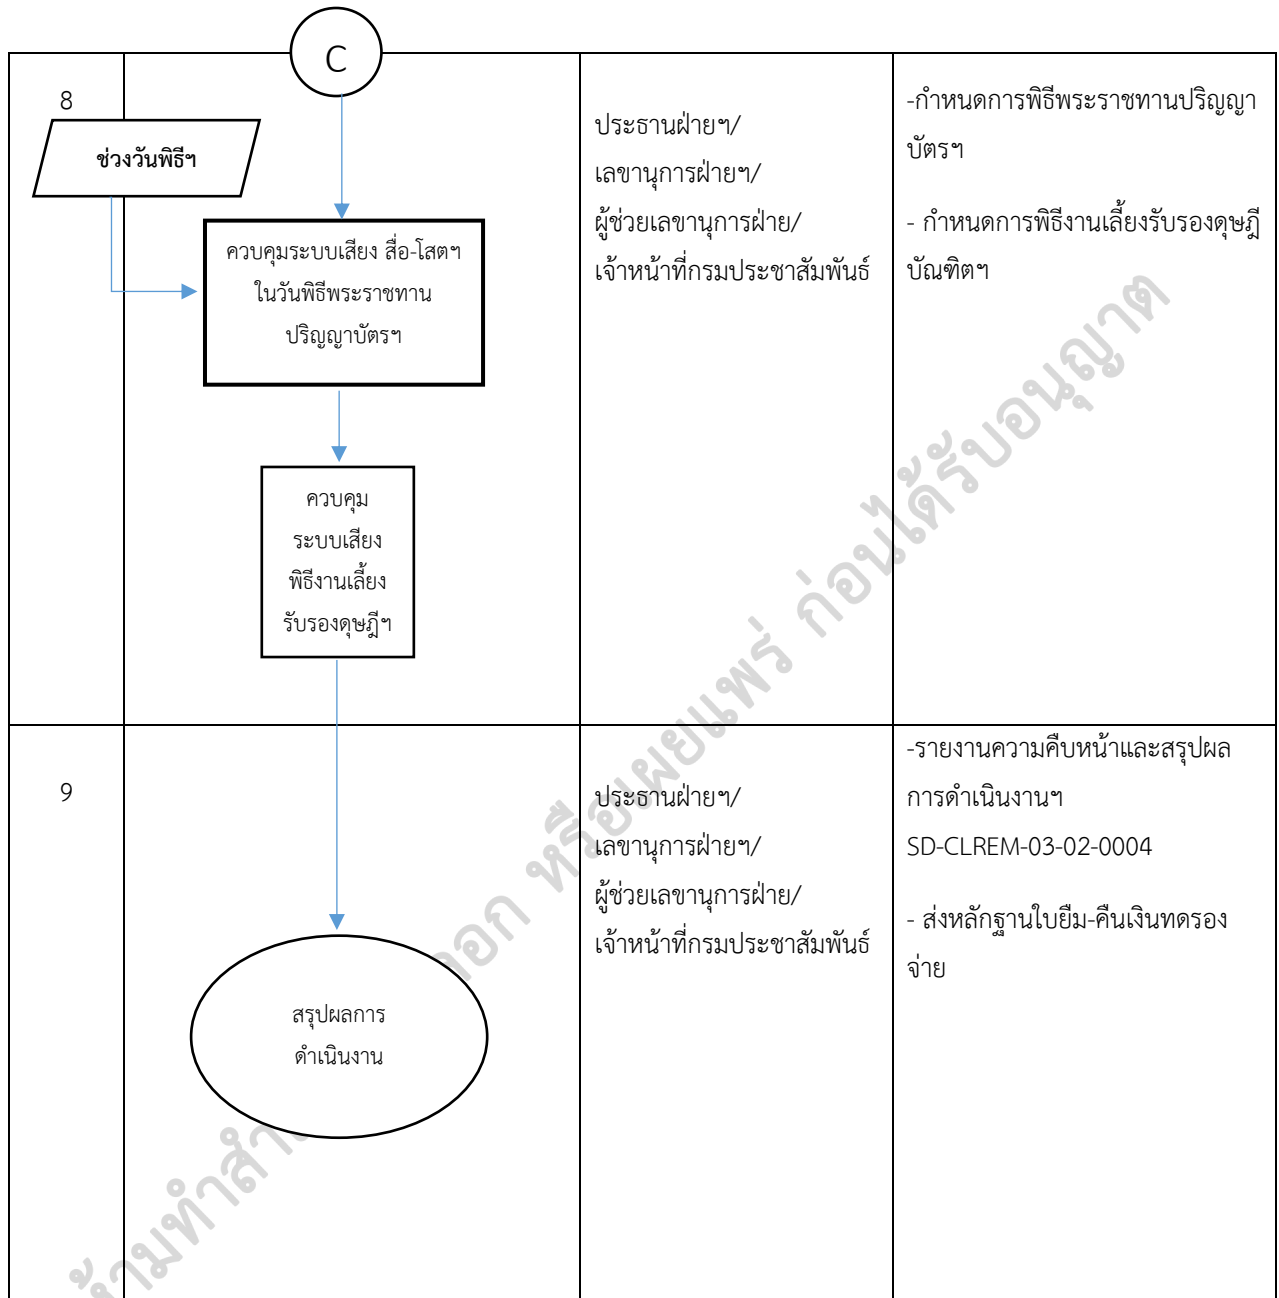 C
8
ช่วงวันพิธีฯ
ควบคุมระบบเสียง สื่อ-โสตฯ
ในวันพิธีพระราชทาน
ปริญญาบัตรฯ
ควบคุม
ระบบเสียง
พิธีงานเลี้ยง
รับรองดุษฎีฯ
ประธานฝ่ายฯ/
เลขานุการฝ่ายฯ/
ผู้ช่วยเลขานุการฝ่าย/
เจ้าหน้าที่กรมประชาสัมพันธ์
-กำหนดการพิธีพระราชทานปริญญา
บัตรฯ
- กำหนดการพิธีงานเลี้ยงรับรองดุษฎี
บัณฑิตฯ
9
สรุปผลการ
ดำเนินงาน
ประธานฝ่ายฯ/
เลขานุการฝ่ายฯ/
ผู้ช่วยเลขานุการฝ่าย/
เจ้าหน้าที่กรมประชาสัมพันธ์
-รายงานความคืบหน้าและสรุปผล
การดำเนินงานฯ
SD-CLREM-03-02-0004
- ส่งหลักฐานใบยืม-คืนเงินทดรอง
จ่าย
หรือเผยแพร่ ก่อนได้รับอนุญาต